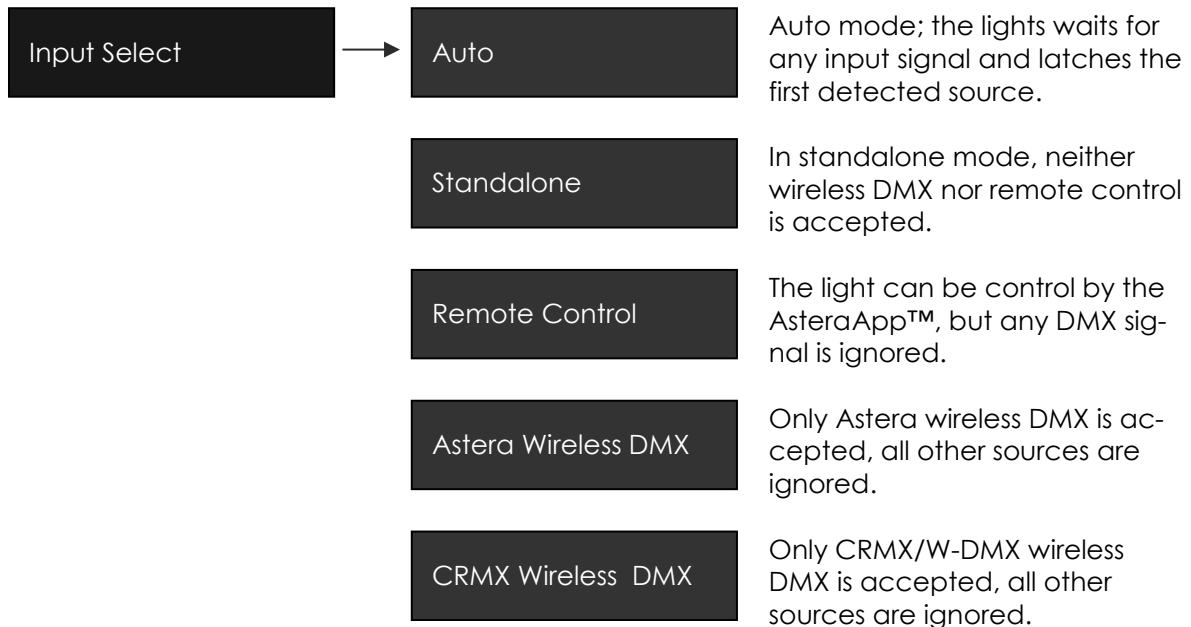 Input Select
Auto
Auto mode; the lights waits for
any input signal and latches the
first detected source.
Standalone
In standalone mode, neither
wireless DMX nor remote control
is accepted.
Remote Control
The light can be control by the
AsteraApp™, but any DMX sig-
nal is ignored.
Astera Wireless DMX
Only Astera wireless DMX is ac-
cepted, all other sources are
ignored.
CRMX Wireless  DMX
Only CRMX/W-DMX wireless
DMX is accepted, all other
sources are ignored.